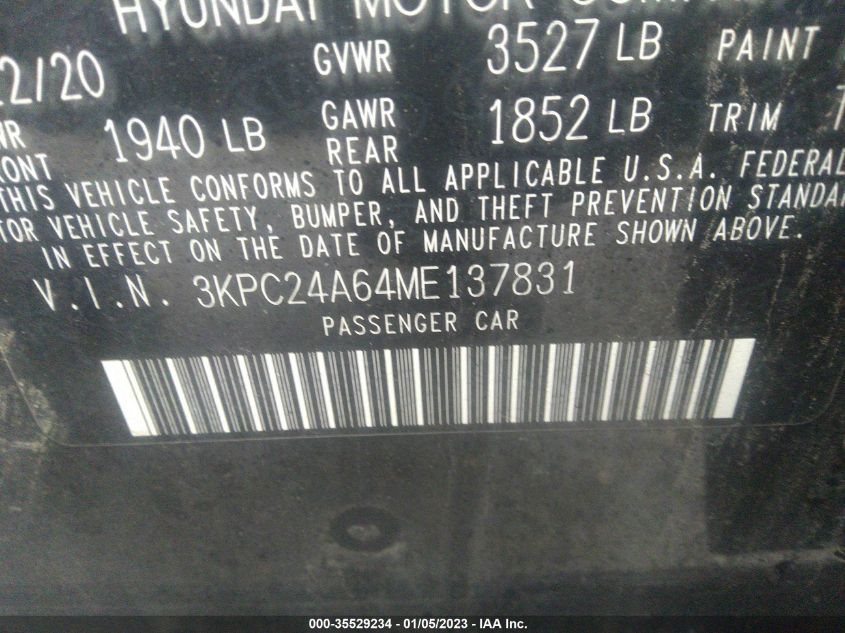 HYUNDAI MOTOR
2/20 GVWR 3527 LB PAINT
1940 LB GAWR REAR 1852 LB TRIM
THIS VEHICLE CONFORMS TO ALL APPLICABLE U.S.A. FEDERAL
VEHICLE SAFETY, BUMPER, AND THEFT PREVENTION
IN EFFECT ON THE DATE OF MANUFACTURE SHOWN ABOVE.
V.I.N. 3KPC24A64ME137831
PASSENGER CAR
000-35529234 - 01/05/2023 - IAA Inc.